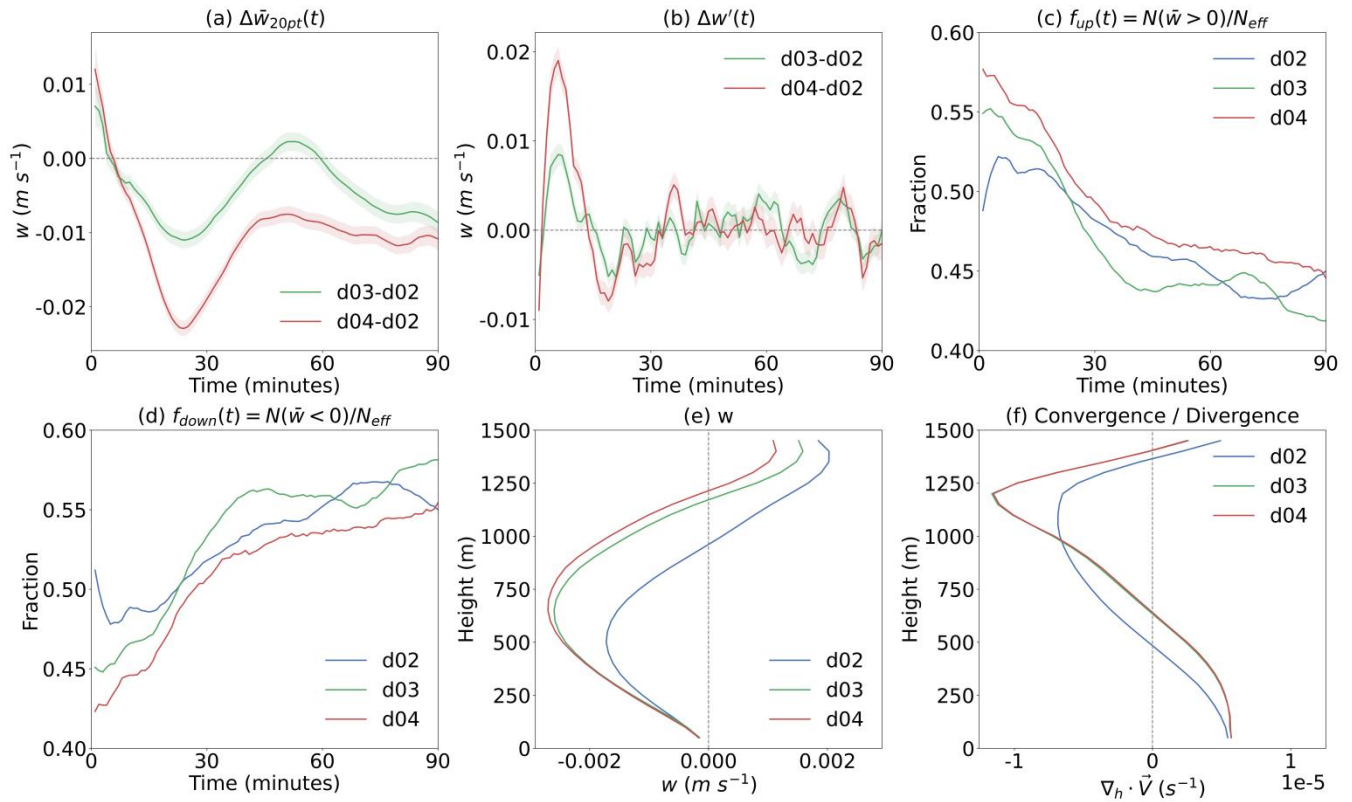 (a) Δw̄₂₀ₚₜ(t)
0.01
0.00
-0.01
-0.02
w (m s⁻¹)
d03-d02
d04-d02
0
30
60
90
Time (minutes)
(b) Δw′(t)
0.02
0.01
0.00
-0.01
w (m s⁻¹)
d03-d02
d04-d02
0
30
60
90
Time (minutes)
(c) f_up(t) = N(w̄ > 0)/N_eff
0.60
0.55
0.50
0.45
0.40
Fraction
d02
d03
d04
0
30
60
90
Time (minutes)
(d) f_down(t) = N(w̄ < 0)/N_eff
0.60
0.55
0.50
0.45
0.40
Fraction
d02
d03
d04
0
30
60
90
Time (minutes)
(e) w
1500
1250
1000
750
500
250
0
Height (m)
d02
d03
d04
-0.002
0.000
0.002
w (m s⁻¹)
(f) Convergence / Divergence
1500
1250
1000
750
500
250
0
Height (m)
d02
d03
d04
-1
0
1
1e-5
∇ₕ · V⃗ (s⁻¹)